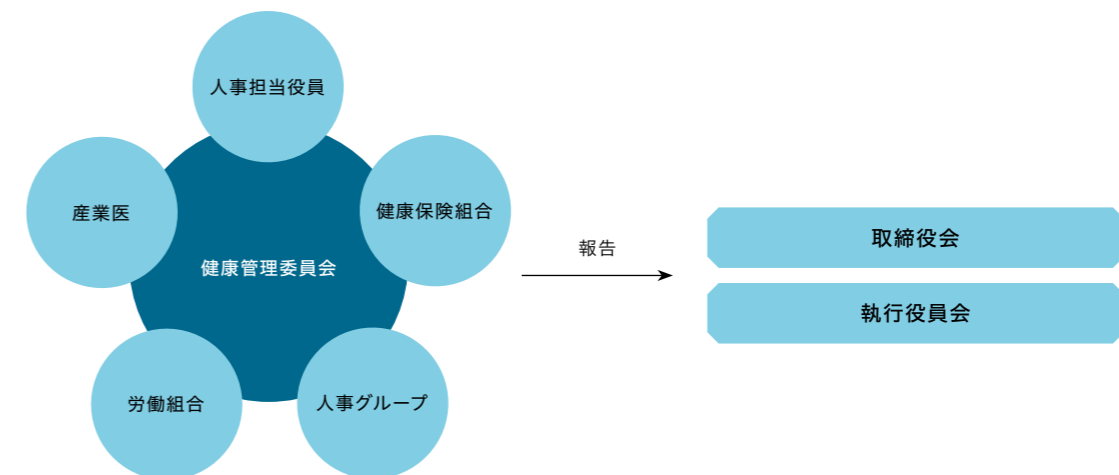 人事担当役員
産業医
健康保険組合
健康管理委員会
労働組合
人事グループ
報告
取締役会
執行役員会